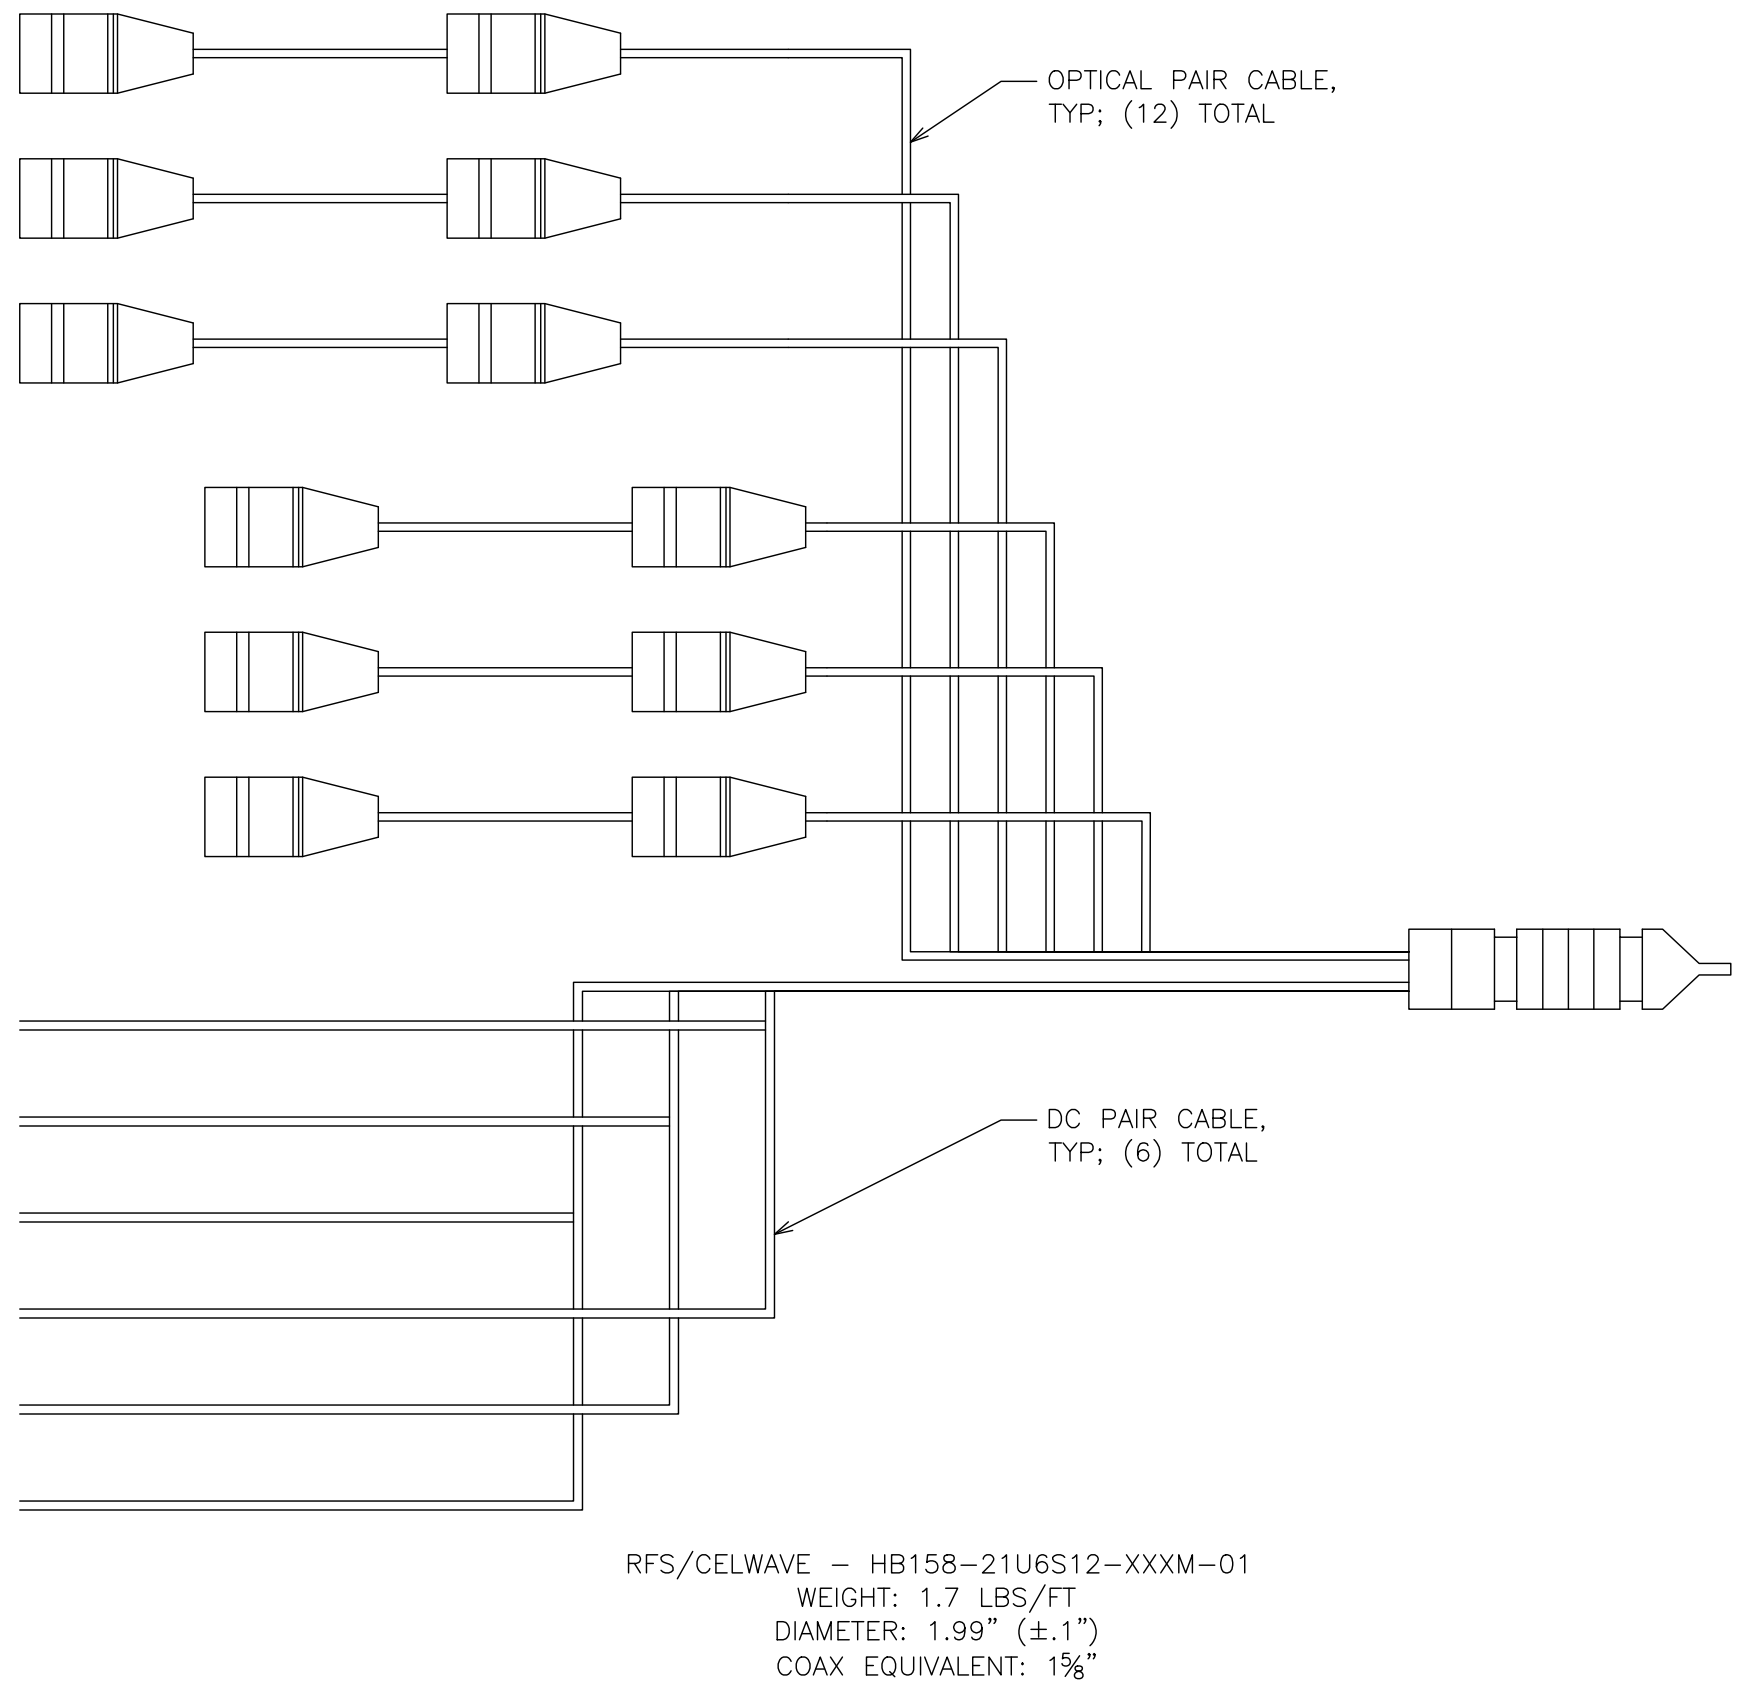 OPTICAL PAIR CABLE,
TYP; (12) TOTAL
DC PAIR CABLE,
TYP; (6) TOTAL
RFS/CELWAVE - HB158-21U6S12-XXXM-01
WEIGHT: 1.7 LBS/FT
DIAMETER: 1.99” (±.1”)
COAX EQUIVALENT: 1⅝”